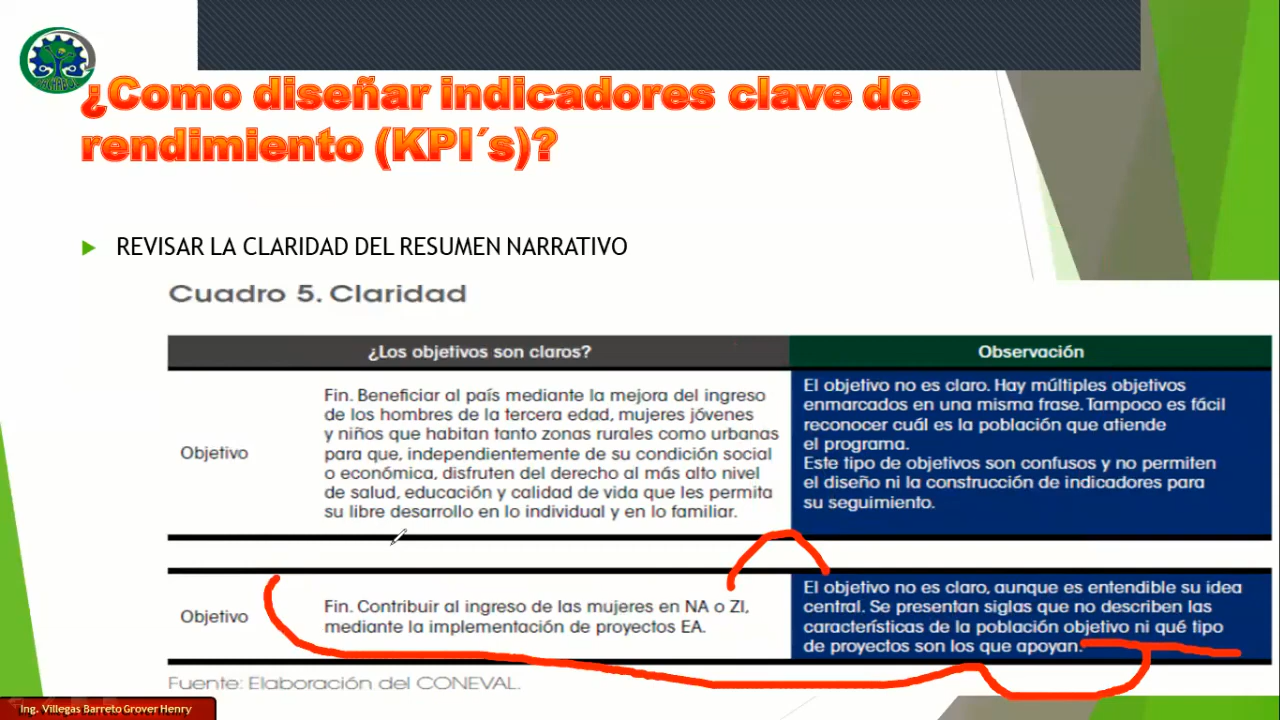 ¿Como diseñar indicadores clave de
rendimiento (KPI´s)?
REVISAR LA CLARIDAD DEL RESUMEN NARRATIVO
Cuadro 5. Claridad
¿Los objetivos son claros?
Observación
Objetivo
Fin. Beneficiar al país mediante la mejora del ingreso
de los hombres de la tercera edad, mujeres jóvenes
y niños que habitan tanto zonas rurales como urbanas
para que, independientemente de su condición social
o económica, disfruten del derecho al más alto nivel
de salud, educación y calidad de vida que les permita
su libre desarrollo en lo individual y en lo familiar.
El objetivo no es claro. Hay múltiples objetivos
enmarcados en una misma frase. Tampoco es fácil
reconocer cuál es la población que atiende
el programa.
Este tipo de objetivos son confusos y no permiten
el diseño ni la construcción de indicadores para
su seguimiento.
Objetivo
Fin. Contribuir al ingreso de las mujeres en NA o ZI,
mediante la implementación de proyectos EA.
El objetivo no es claro, aunque es entendible su idea
central. Se presentan siglas que no describen las
características de la población objetivo ni qué tipo
de proyectos son los que apoyan.
Fuente: Elaboración del CONEVAL.
Ing. Villegas Barreto Grover Henry